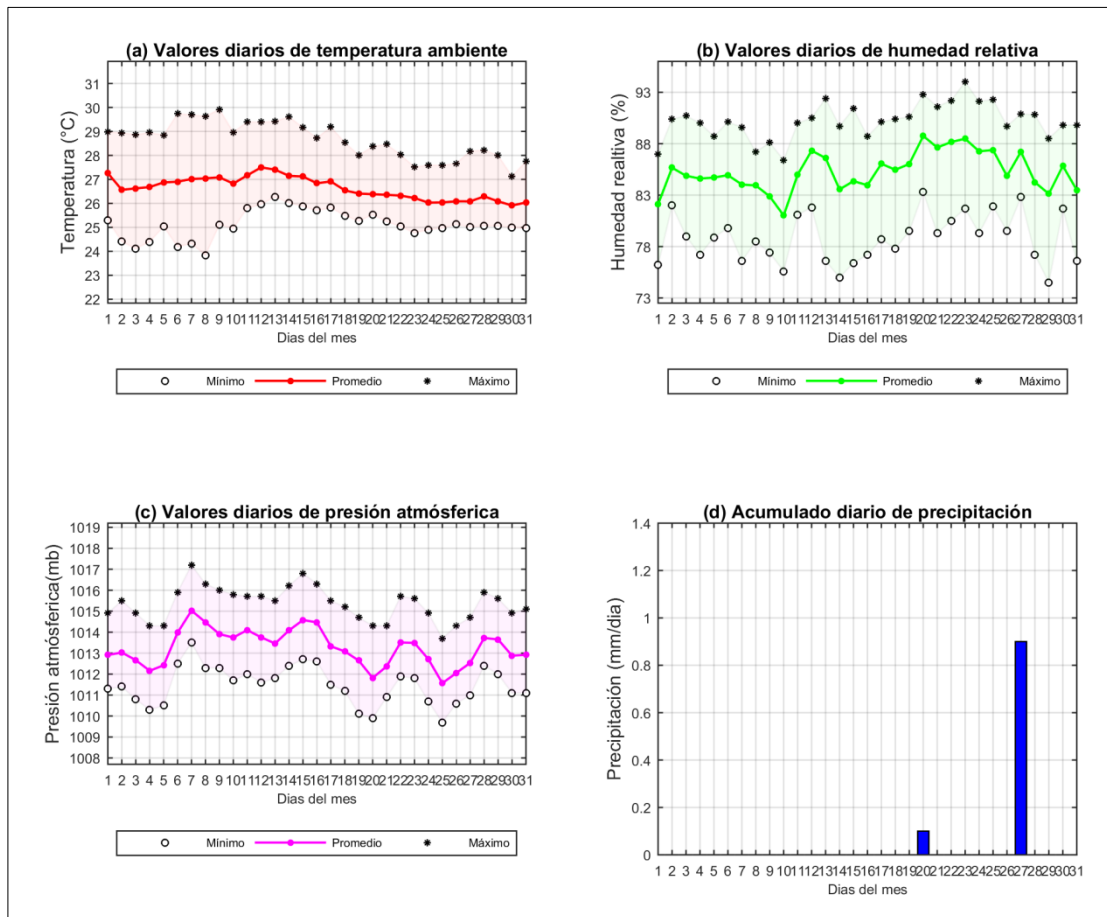 (a) Valores diarios de temperatura ambiente
Temperatura (°C)
31
30
29
28
27
26
25
24
23
22
1 2 3 4 5 6 7 8 9 10 11 12 13 14 15 16 17 18 19 20 21 22 23 24 25 26 27 28 29 30 31
Dias del mes
Mínimo Promedio Máximo
(b) Valores diarios de humedad relativa
Humedad realtiva (%)
93
88
83
78
73
1 2 3 4 5 6 7 8 9 10 11 12 13 14 15 16 17 18 19 20 21 22 23 24 25 26 27 28 29 30 31
Dias del mes
Mínimo Promedio Máximo
(c) Valores diarios de presión atmósferica
Presión atmósferica(mb)
1019
1018
1017
1016
1015
1014
1013
1012
1011
1010
1009
1008
1 2 3 4 5 6 7 8 9 10 11 12 13 14 15 16 17 18 19 20 21 22 23 24 25 26 27 28 29 30 31
Dias del mes
Mínimo Promedio Máximo
(d) Acumulado diario de precipitación
Precipitación (mm/dia)
1.4
1.2
1
0.8
0.6
0.4
0.2
0
1 2 3 4 5 6 7 8 9 10 11 12 13 14 15 16 17 18 19 20 21 22 23 24 25 26 27 28 29 30 31
Dias del mes